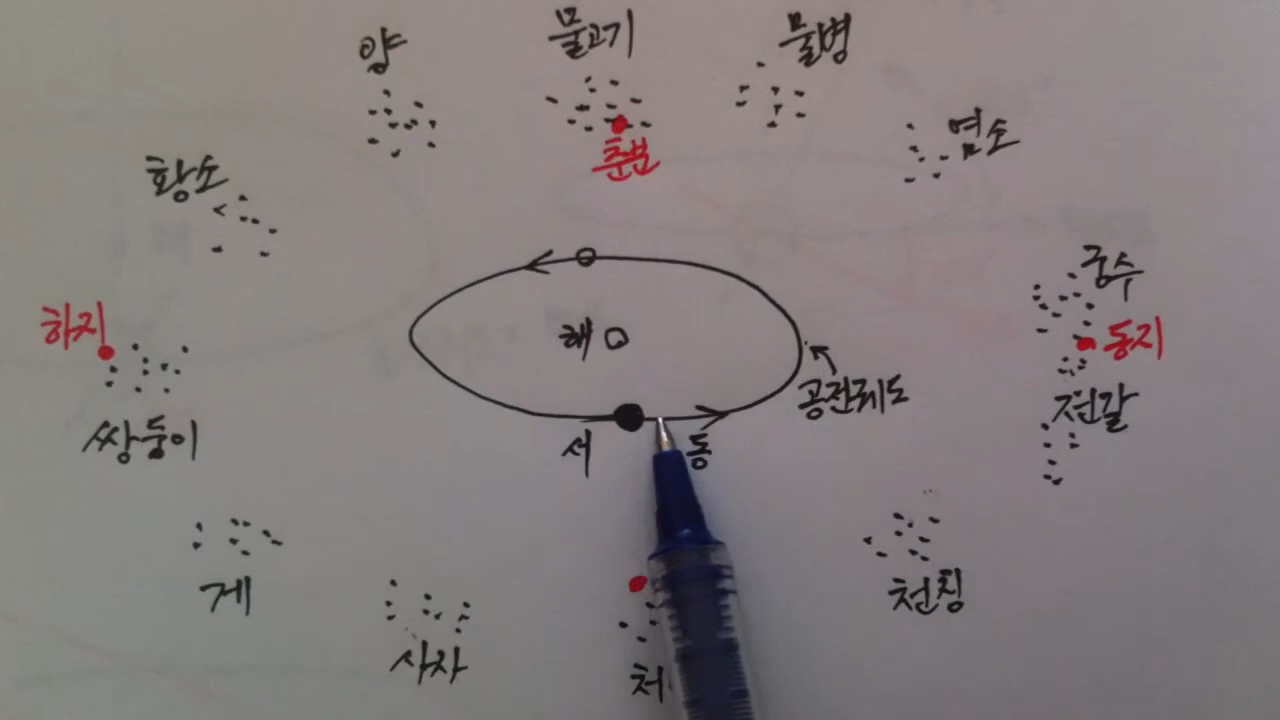 양
물고기
물병
춘분
염소
황소
궁수
하지
해
동지
공전궤도
쌍둥이
전갈
서
동
게
천칭
사자
처